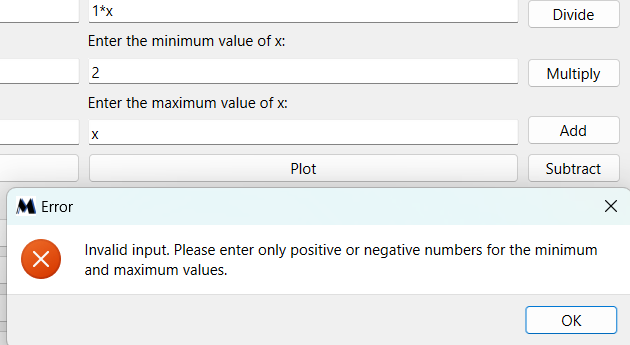 1*x
Divide
Enter the minimum value of x:
2
Multiply
Enter the maximum value of x:
x
Add
Plot
Subtract
Error
Invalid input. Please enter only positive or negative numbers for the minimum
and maximum values.
OK